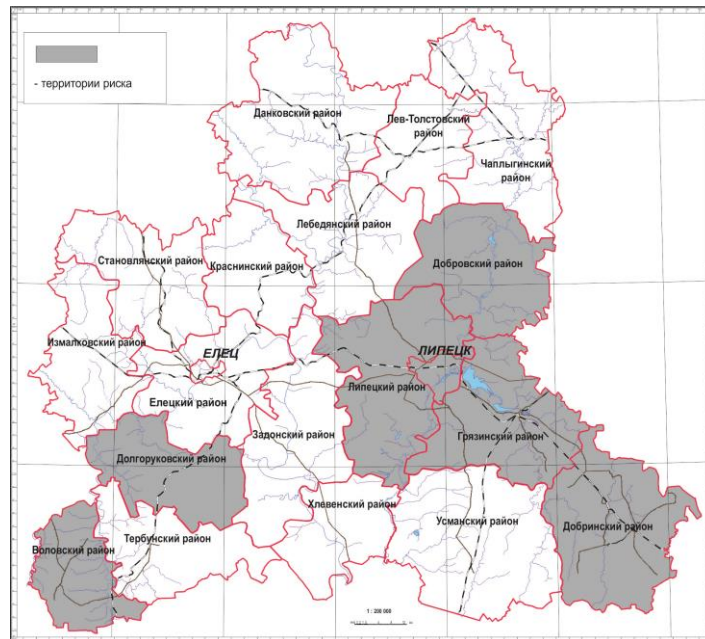 - территории риска
Данковский район
Лев-Толстовский
район
Чаплыгинский
район
Лебедянский район
Становлянский район
Краснинский район
Добровский район
Измалковский район
ЕЛЕЦ
ЛИПЕЦК
Елецкий район
Липецкий район
Задонский район
Грязинский район
Долгоруковский район
Хлевенский район
Усманский район
Добринский район
Воловский район
Тербунский район
1 : 200 000